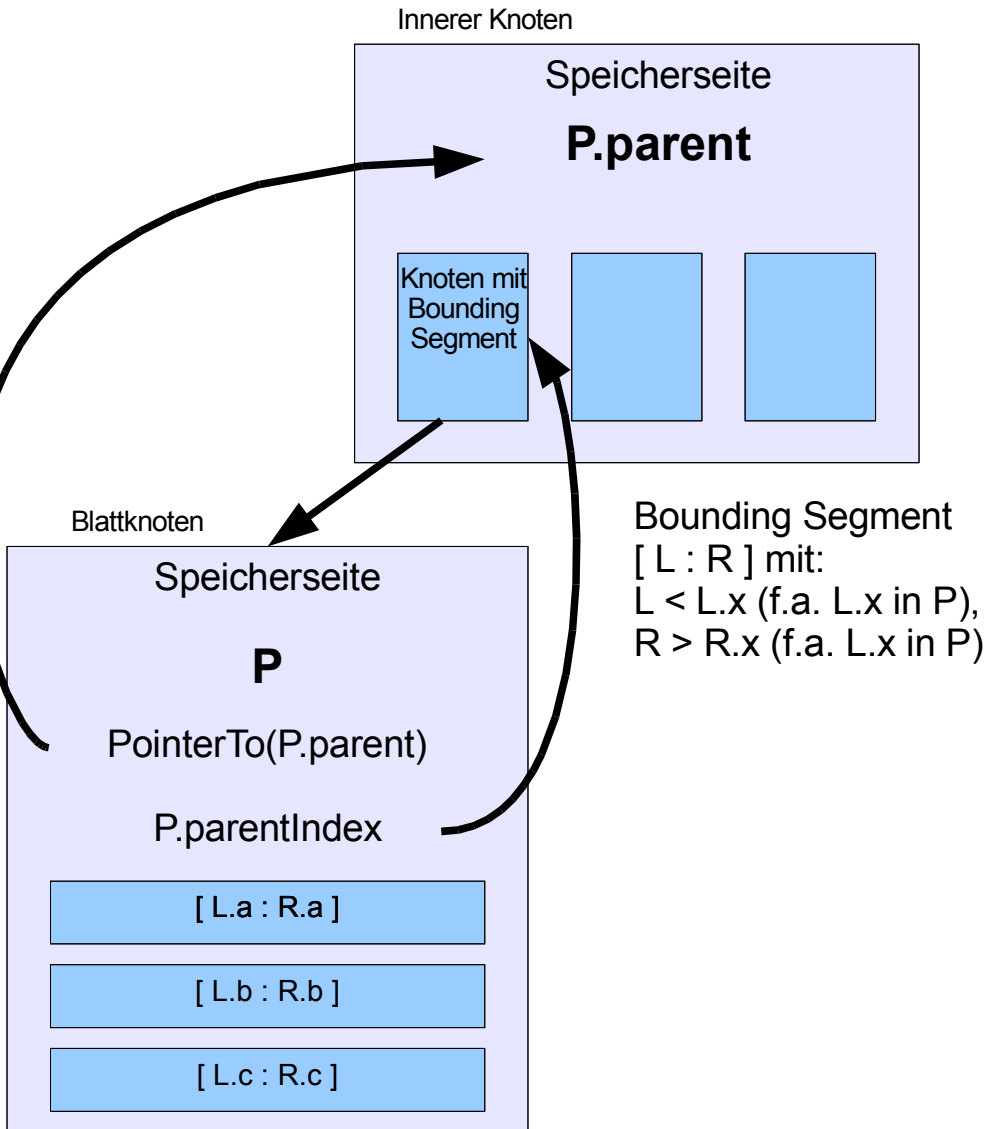 Innerer Knoten
Speicherseite
P.parent
Knoten mit
Bounding
Segment
Blattknoten
Speicherseite
P
PointerTo(P.parent)
P.parentIndex
[ L.a : R.a ]
[ L.b : R.b ]
[ L.c : R.c ]
Bounding Segment
[ L : R ] mit:
L < L.x (f.a. L.x in P),
R > R.x (f.a. L.x in P)